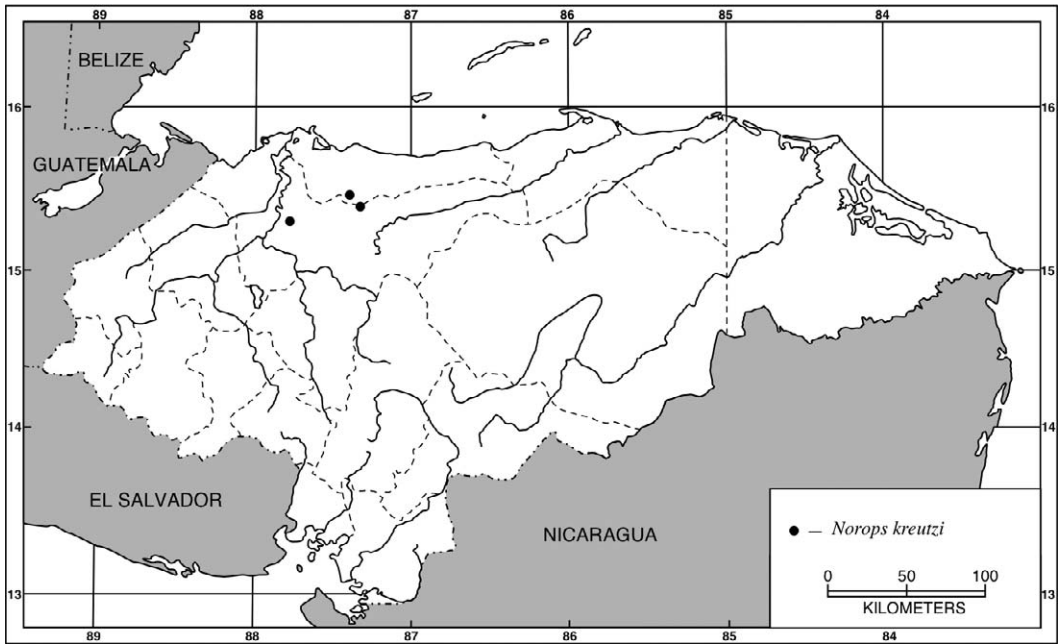 89 88 87 86 85 84
BELIZE
16 16
GUATEMALA
15 15
14 14
EL SALVADOR
NICARAGUA
● – Norops kreutzi
0 50 100
KILOMETERS
13 13
89 88 87 86 85 84